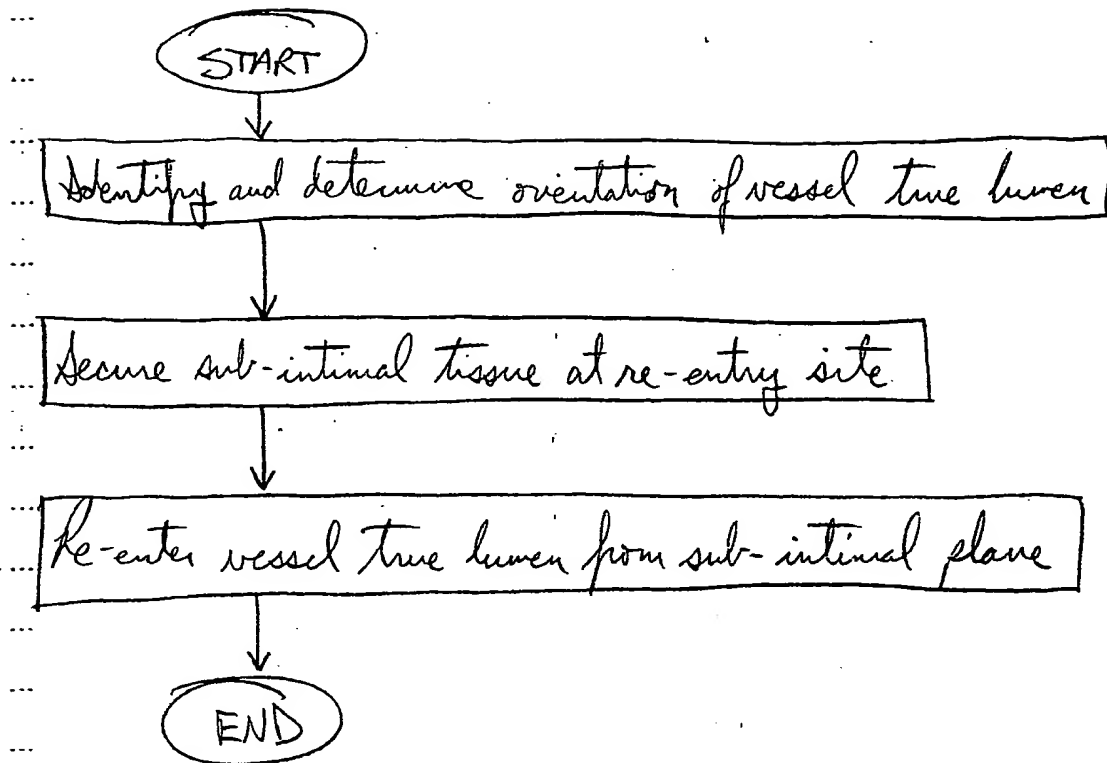 START
Identify and determine orientation of vessel true lumen
Secure sub-intimal tissue at re-entry site
Re-enter vessel true lumen from sub-intimal plane
END